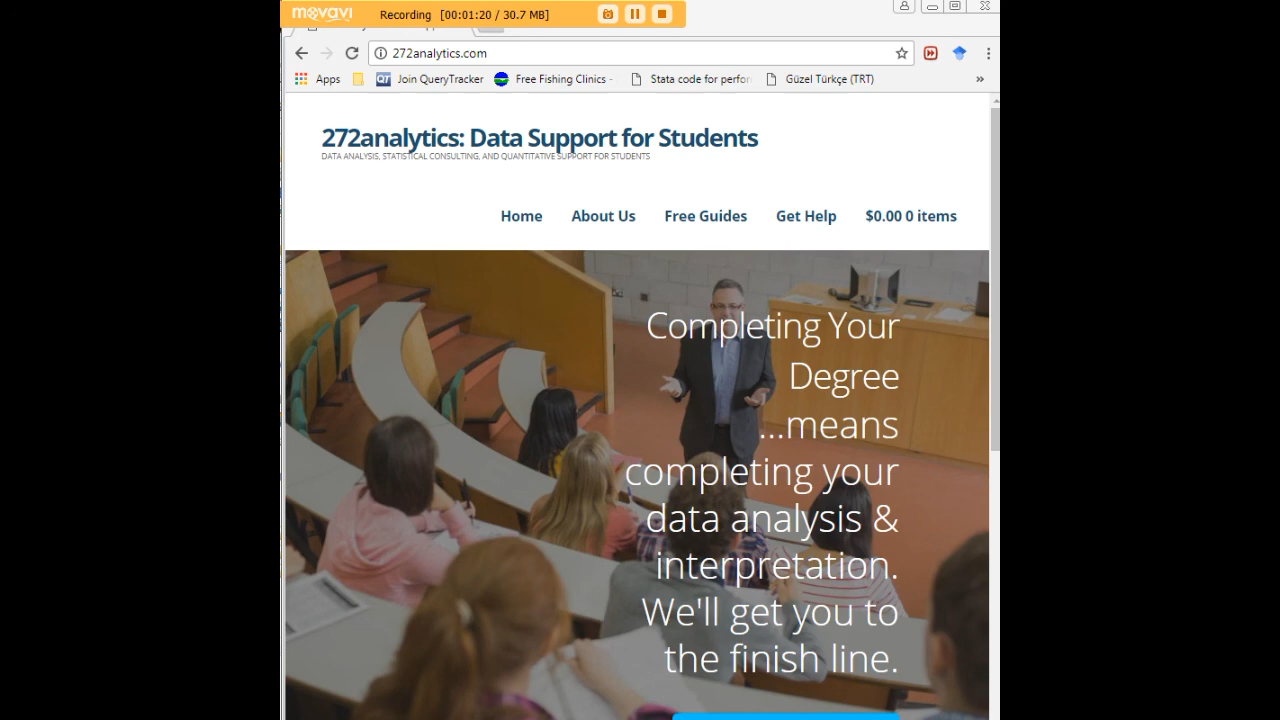 movavi Recording [00:01:20 / 30.7 MB]
272analytics.com
Apps QT Join QueryTracker Free Fishing Clinics - Stata code for perfor Güzel Türkçe (TRT) »
272analytics: Data Support for Students
DATA ANALYSIS, STATISTICAL CONSULTING, AND QUANTITATIVE SUPPORT FOR STUDENTS
Home About Us Free Guides Get Help $0.00 0 items
Completing Your
Degree
...means
completing your
data analysis &
interpretation.
We'll get you to
the finish line.